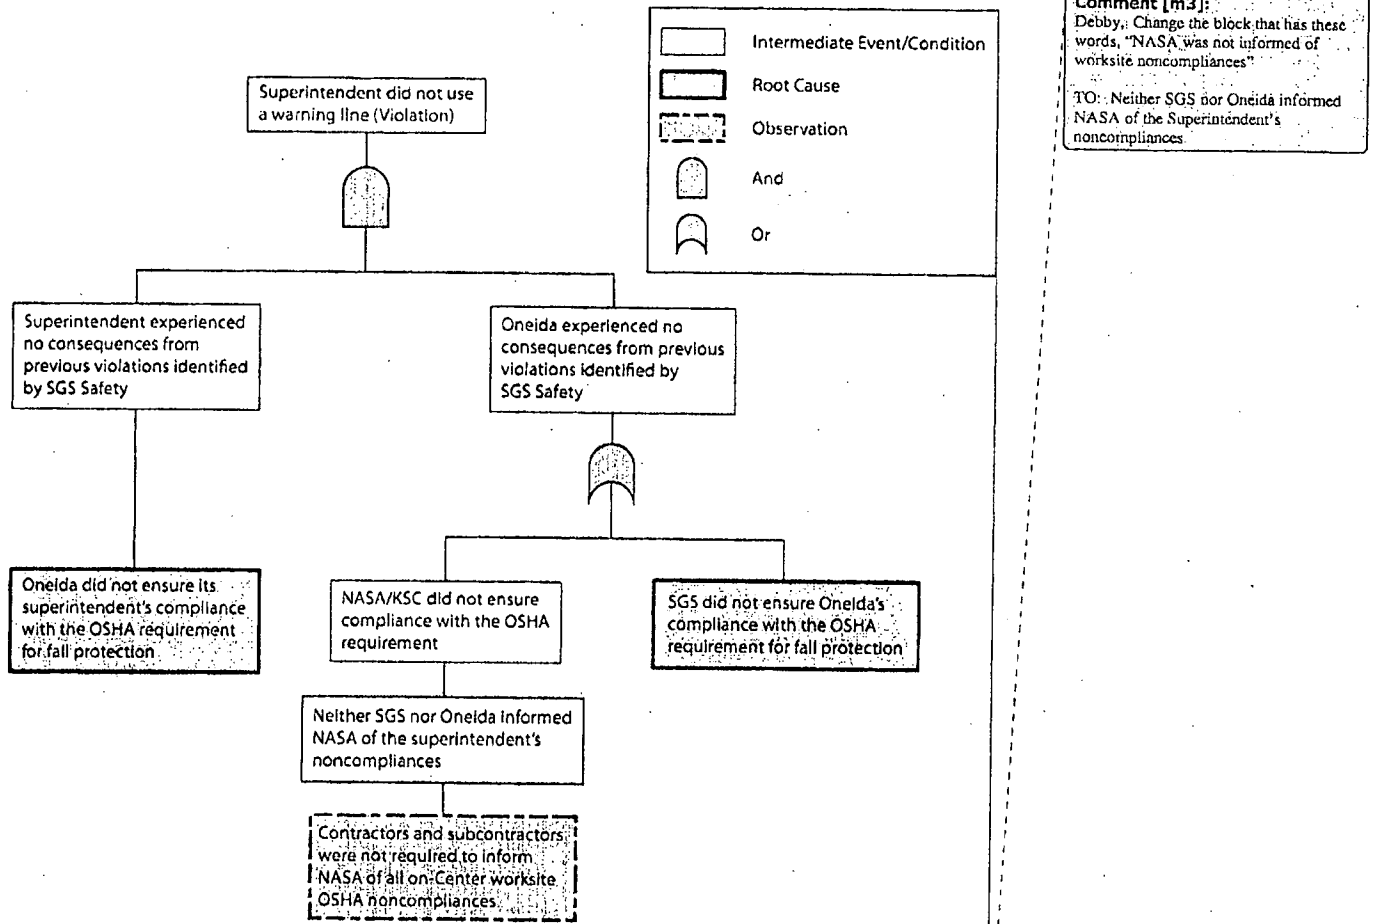 Superintendent did not use
a warning line (Violation)
Intermediate Event/Condition
Root Cause
Observation
And
Or
Comment [m3]:
Debby, Change the block that has these
words, "NASA was not informed of
worksite noncompliances"
TO: Neither SGS nor Oneida informed
NASA of the Superintendent's
noncompliances
Superintendent experienced
no consequences from
previous violations identified
by SGS Safety
Oneida experienced no
consequences from previous
violations identified by
SGS Safety
Oneida did not ensure its
superintendent's compliance
with the OSHA requirement
for fall protection
NASA/KSC did not ensure
compliance with the OSHA
requirement
SGS did not ensure Oneida's
compliance with the OSHA
requirement for fall protection
Neither SGS nor Oneida informed
NASA of the superintendent's
noncompliances
Contractors and subcontractors
were not required to inform
NASA of all on-Center worksite
OSHA noncompliances